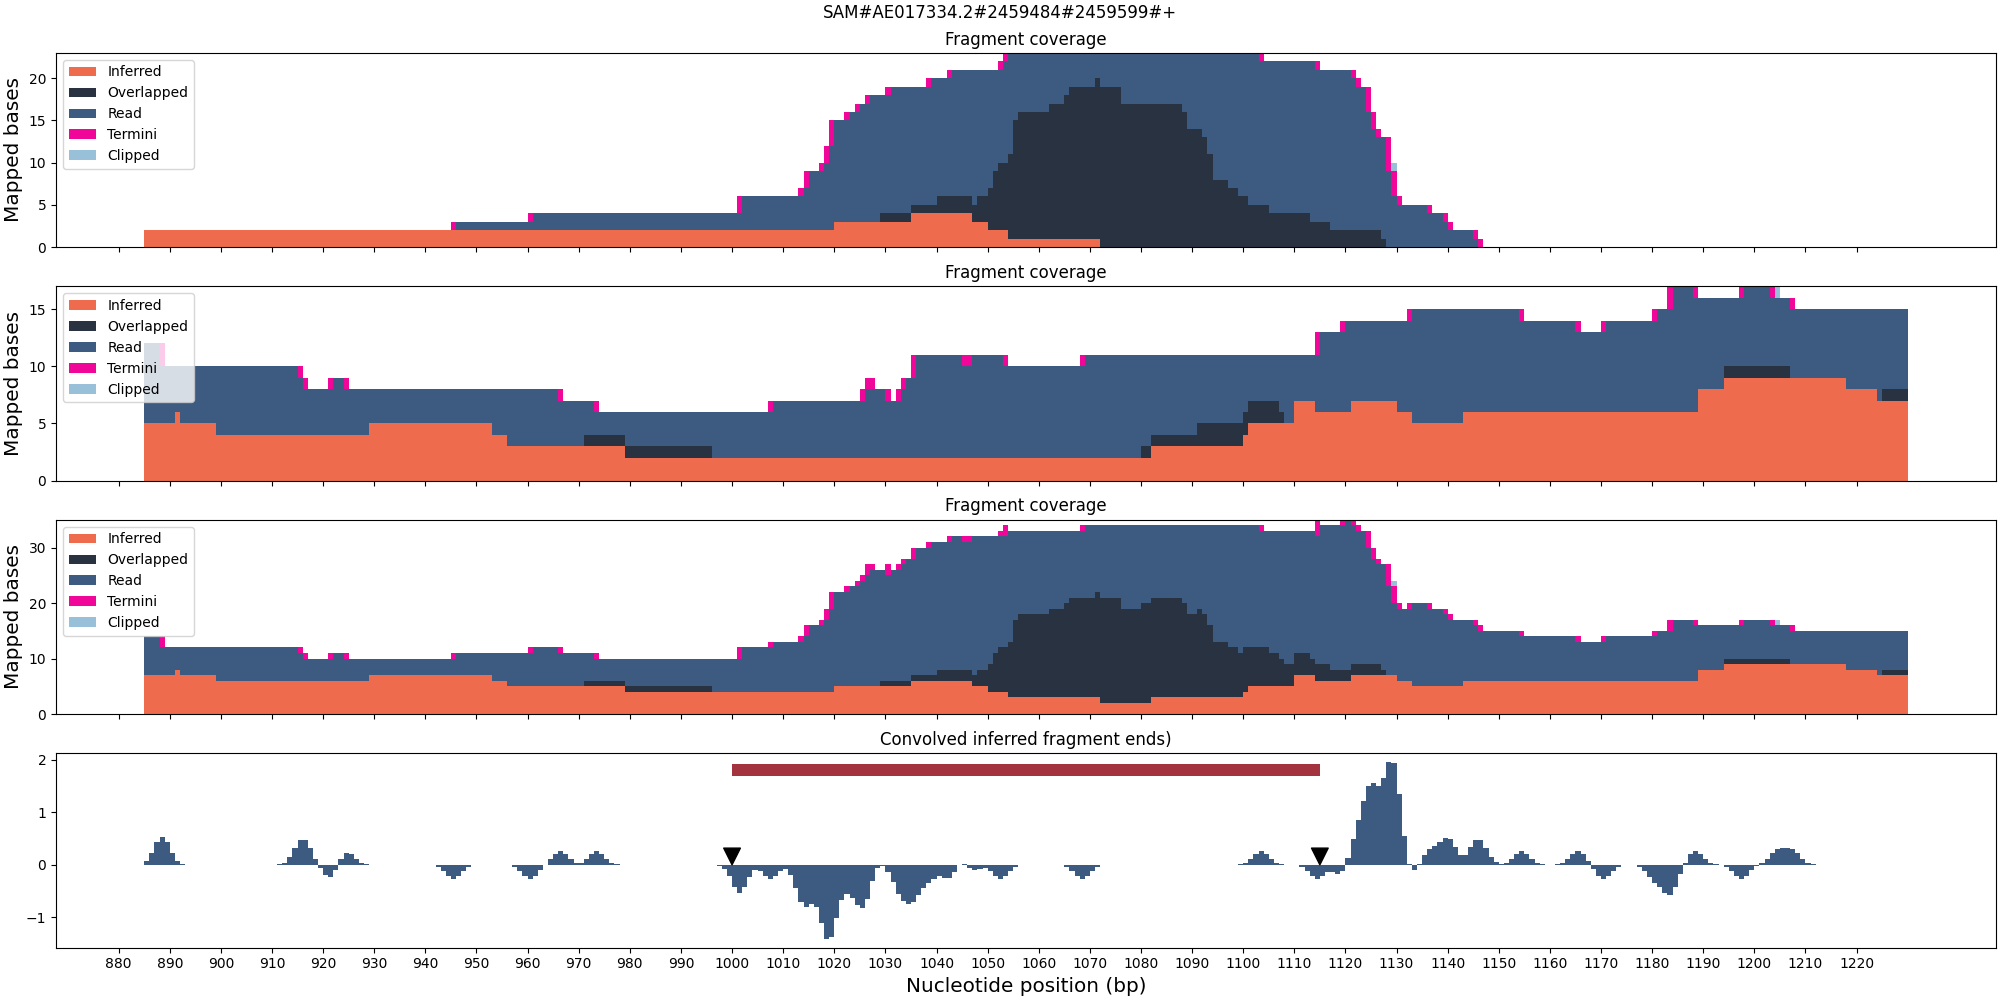 SAM#AE017334.2#2459484#2459599#+
Fragment coverage
Mapped bases
20
15
10
5
0
Inferred
Overlapped
Read
Termini
Clipped
Fragment coverage
Mapped bases
15
10
5
0
Inferred
Overlapped
Read
Termini
Clipped
Fragment coverage
Mapped bases
30
20
10
0
Inferred
Overlapped
Read
Termini
Clipped
Convolved inferred fragment ends)
2
1
0
−1
880 890 900 910 920 930 940 950 960 970 980 990 1000 1010 1020 1030 1040 1050 1060 1070 1080 1090 1100 1110 1120 1130 1140 1150 1160 1170 1180 1190 1200 1210 1220
Nucleotide position (bp)